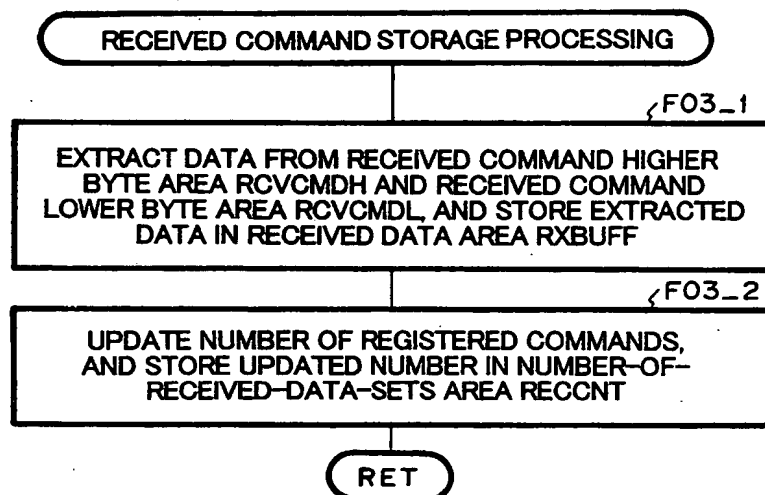 RECEIVED COMMAND STORAGE PROCESSING
F03_1
EXTRACT DATA FROM RECEIVED COMMAND HIGHER
BYTE AREA RCVCMDH AND RECEIVED COMMAND
LOWER BYTE AREA RCVCMDL, AND STORE EXTRACTED
DATA IN RECEIVED DATA AREA RXBUFF
F03_2
UPDATE NUMBER OF REGISTERED COMMANDS,
AND STORE UPDATED NUMBER IN NUMBER-OF-
RECEIVED-DATA-SETS AREA RECCNT
RET